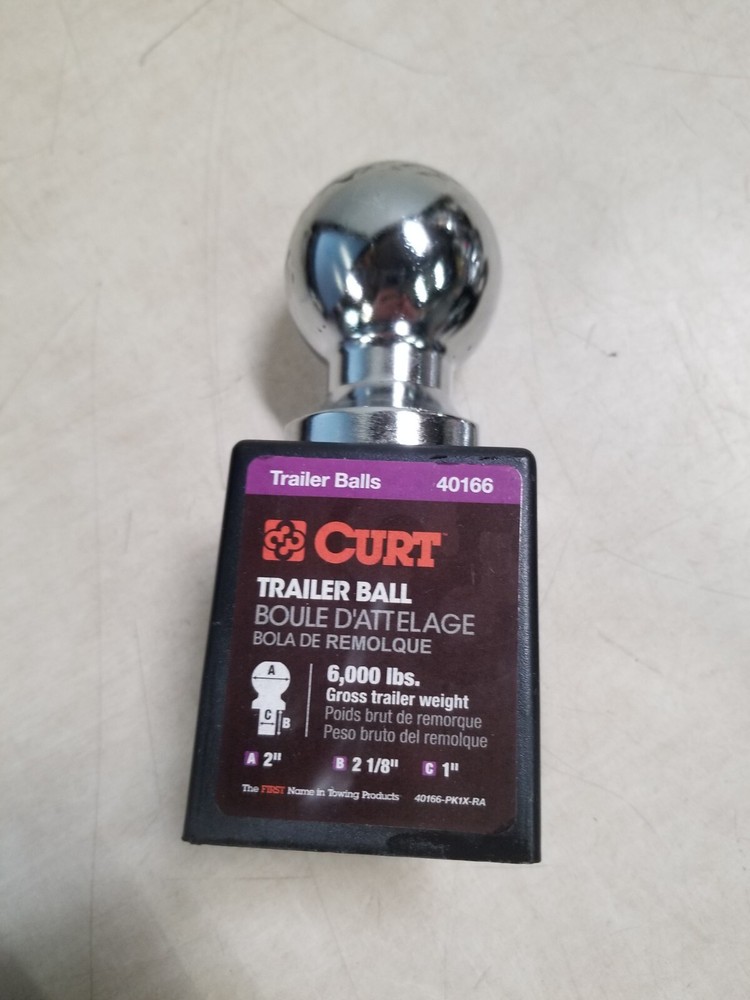 Trailer Balls 40166
CURT
TRAILER BALL
BOULE D'ATTELAGE
BOLA DE REMOLQUE
A
C
B
6,000 lbs.
Gross trailer weight
Poids brut de remorque
Peso bruto del remolque
A 2" B 2 1/8" C 1"
The FIRST Name in Towing Products 40166-PK1X-RA